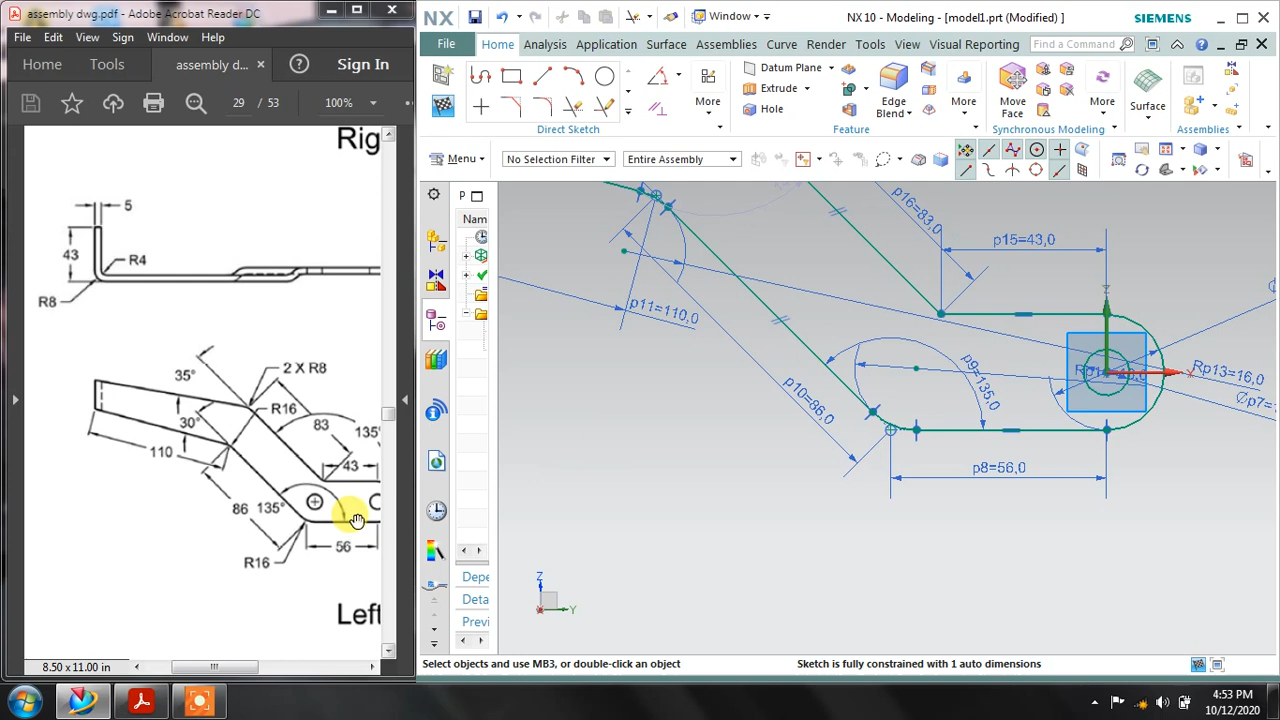 assembly dwg.pdf - Adobe Acrobat Reader DC
File Edit View Sign Window Help
Home Tools assembly d... × Sign In
29 / 53 100%
Rig
5
43
R4
R8
35°
2 X R8
R16
30°
83
135°
110
43
86 135°
56
R16
Left
8.50 x 11.00 in
NX Window NX 10 - Modeling - [model1.prt (Modified) ] SIEMENS
File Home Analysis Application Surface Assemblies Curve Render Tools View Visual Reporting Find a Command
More
Direct Sketch
Datum Plane
Extrude
Hole
Edge Blend
More
Feature
Move Face
More
Synchronous Modeling
Surface
Assemblies
Menu No Selection Filter Entire Assembly
P
Nam
Depe
Deta
Previ
p16=83,0
p15=43,0
p11=110,0
p9=135,0
p10=86,0
Rp13=16,0
p8=56,0
Z
X
Z
Y
Select objects and use MB3, or double-click an object Sketch is fully constrained with 1 auto dimensions
4:53 PM
10/12/2020